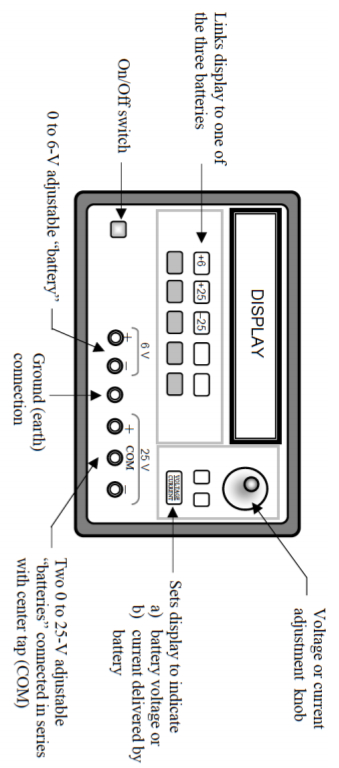 Links display to one of
the three batteries
Voltage or current
adjustment knob
DISPLAY
+6
+25
-25
VOLTAGE
CURRENT
On/Off switch
6 V
25 V
+
−
+
COM
−
0 to 6-V adjustable “battery”
Ground (earth)
connection
Sets display to indicate
a) battery voltage or
b) current delivered by
battery
Two 0 to 25-V adjustable
“batteries” connected in series
with center tap (COM)